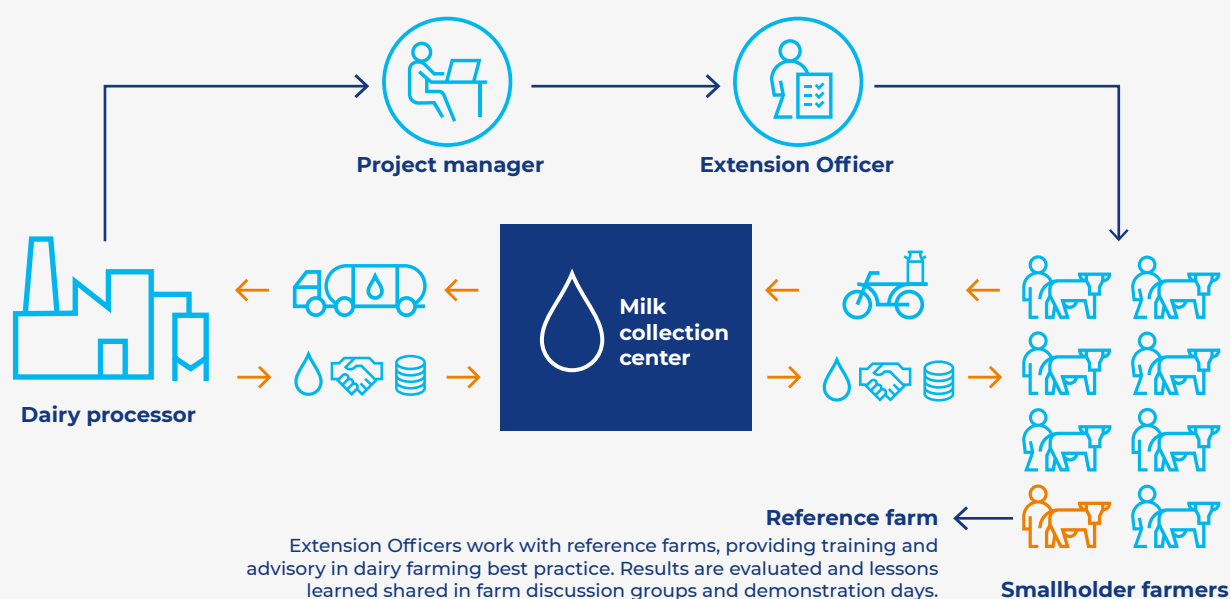 Project manager
Extension Officer
Milk
collection
center
Dairy processor
Reference farm
Extension Officers work with reference farms, providing training and
advisory in dairy farming best practice. Results are evaluated and lessons
learned shared in farm discussion groups and demonstration days.
Smallholder farmers